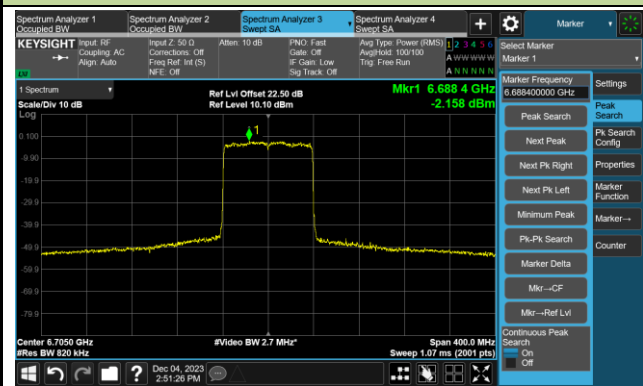 Spectrum Analyzer 1
Occupied BW
Spectrum Analyzer 2
Occupied BW
Spectrum Analyzer 3
Swept SA
Spectrum Analyzer 4
Swept SA
Marker
KEYSIGHT
Input: RF
Coupling: AC
Align: Auto
Input Z: 50 Ω
Corrections: Off
Freq Ref: Int (S)
NFE: Off
Atten: 10 dB
PNO: Fast
Gate: Off
IF Gain: Low
Sig Track: Off
Avg Type: Power (RMS)
Avg|Hold: 100/100
Trig: Free Run
1 2 3 4 5 6
A W W W W W
A N N N N N
Select Marker
Marker 1
Marker Frequency
6.688400000 GHz
Settings
Peak Search
Next Peak
Next Pk Right
Next Pk Left
Minimum Peak
Pk-Pk Search
Marker Delta
Mkr→CF
Mkr→Ref Lvl
Continuous Peak
Search
On
Off
Peak
Search
Pk Search
Config
Properties
Marker
Function
Marker→
Counter
1 Spectrum
Scale/Div 10 dB
Ref Lvl Offset 22.50 dB
Ref Level 10.10 dBm
Mkr1 6.688 4 GHz
-2.158 dBm
Log
1
0.100
-9.90
-19.9
-29.9
-39.9
-49.9
-59.9
-69.9
-79.9
Center 6.7050 GHz
#Res BW 820 kHz
#Video BW 2.7 MHz*
Span 400.0 MHz
Sweep 1.07 ms (2001 pts)
Dec 04, 2023
2:51:26 PM